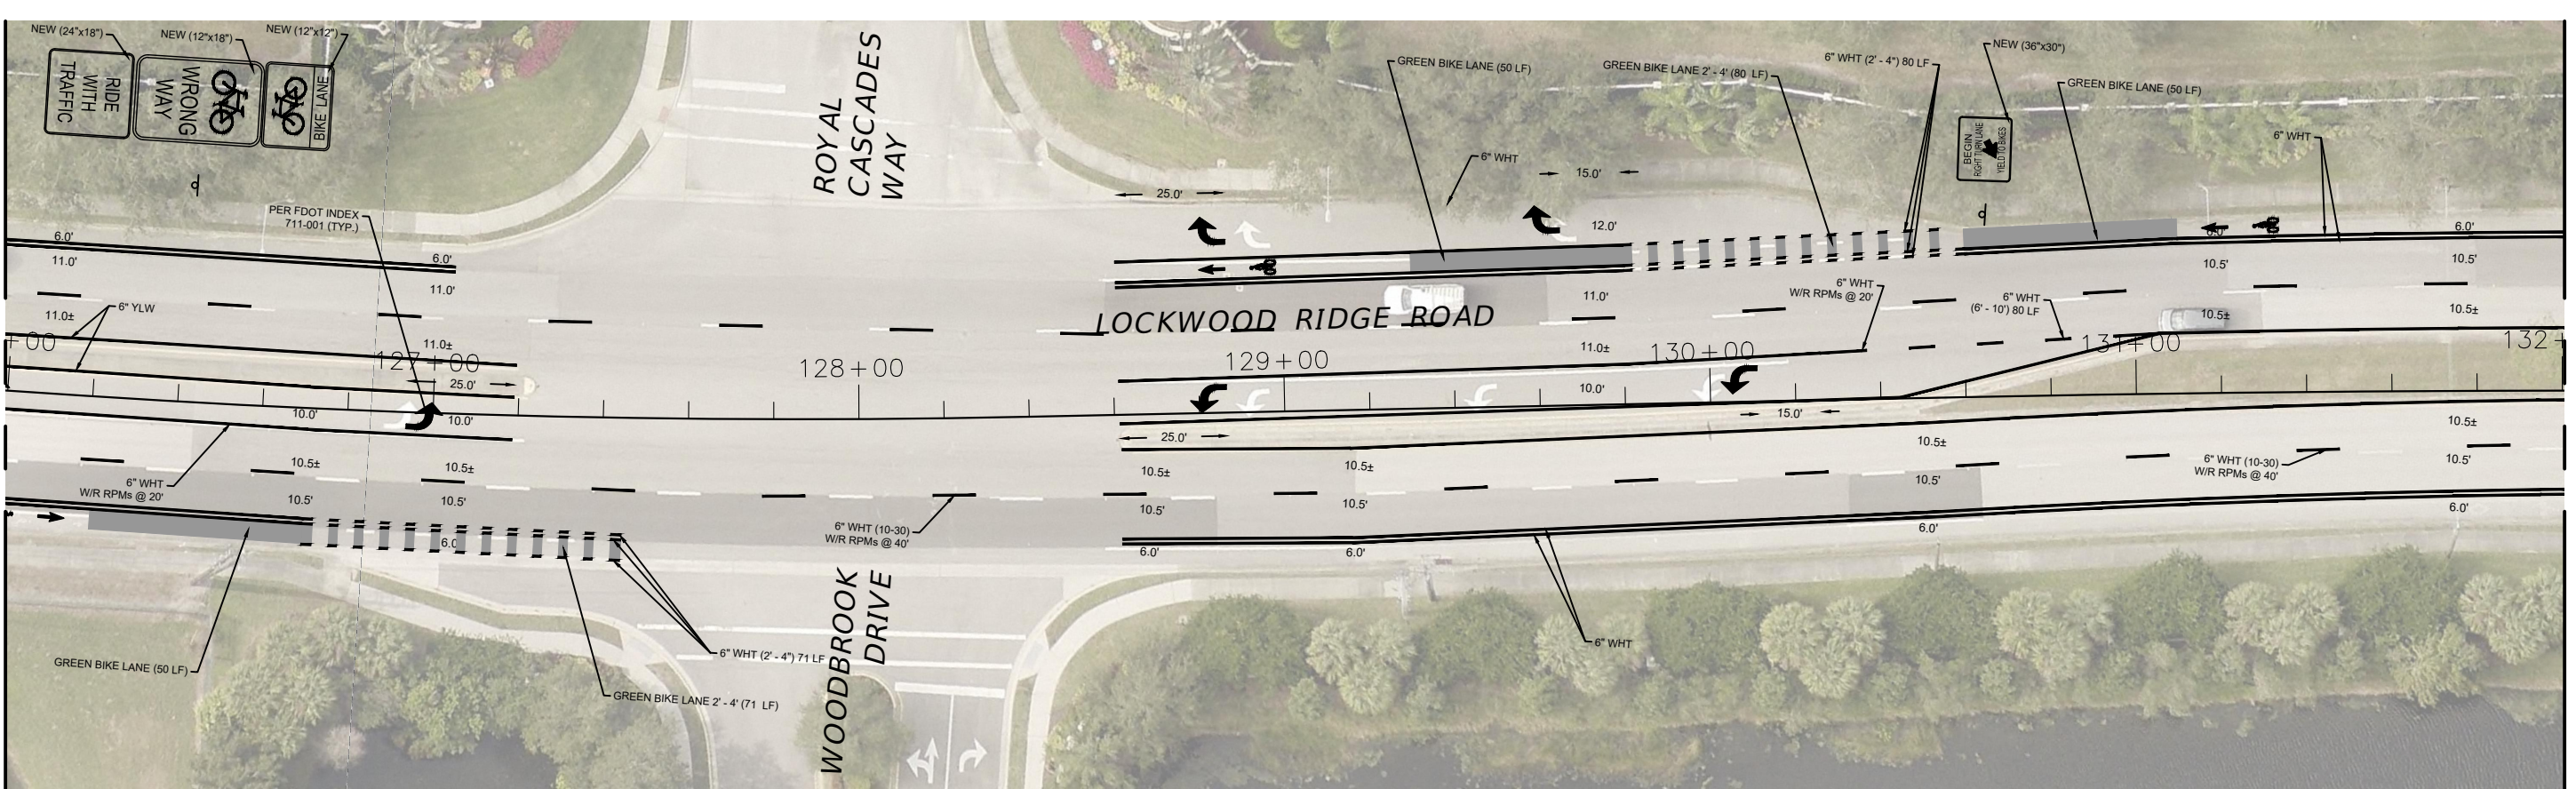 NEW (24"x18")
NEW (12"x18")
NEW (12"x12")
RIDE
WITH
TRAFFIC
WRONG
WAY
BIKE LANE
ROYAL
CASCADES
WAY
GREEN BIKE LANE (50 LF)
GREEN BIKE LANE 2' - 4' (80 LF)
6" WHT (2' - 4") 80 LF
NEW (36"x30")
GREEN BIKE LANE (50 LF)
BEGIN
RIGHT TURN LANE
YIELD TO BIKES
6" WHT
6" WHT
15.0'
25.0'
PER FDOT INDEX
711-001 (TYP.)
6.0'
11.0'
6.0'
11.0'
12.0'
6.0'
6.0'
10.5'
10.5'
6" YLW
11.0±
11.0±
LOCKWOOD RIDGE ROAD
11.0'
6" WHT
W/R RPMs @ 20'
6" WHT
(6' - 10') 80 LF
10.5±
10.5±
+00
127+00
128+00
129+00
130+00
131+00
132+
11.0±
25.0'
10.0'
10.0'
10.0'
15.0'
25.0'
10.5±
10.5±
10.5±
10.5±
10.5±
10.5±
6" WHT
W/R RPMs @ 20'
6" WHT (10-30)
W/R RPMs @ 40'
10.5'
10.5'
10.5'
10.5'
10.5'
10.5'
6" WHT (10-30)
W/R RPMs @ 40'
6.0'
6.0'
6.0'
6.0'
6.0'
WOODBROOK
DRIVE
6" WHT
6" WHT (2' - 4") 71 LF
GREEN BIKE LANE (50 LF)
GREEN BIKE LANE 2' - 4' (71 LF)